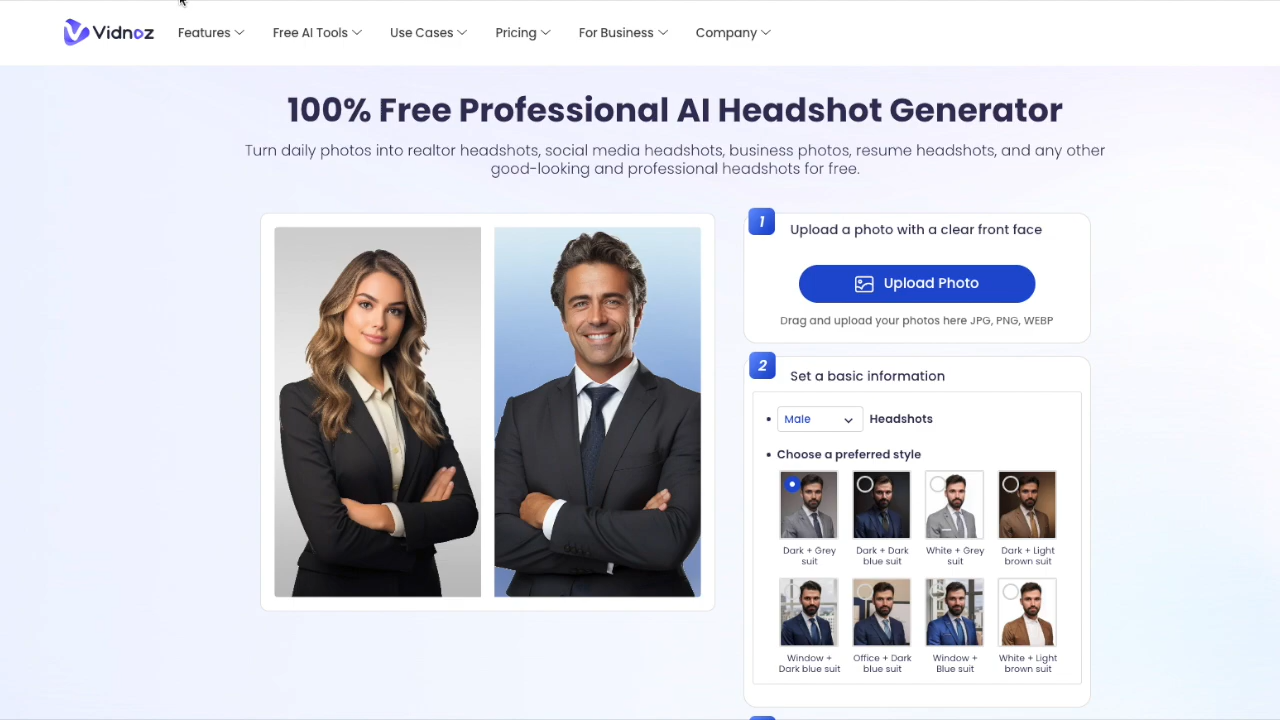 Vidnoz
Features
Free AI Tools
Use Cases
Pricing
For Business
Company
100% Free Professional AI Headshot Generator
Turn daily photos into realtor headshots, social media headshots, business photos, resume headshots, and any other
good-looking and professional headshots for free.
1
Upload a photo with a clear front face
Upload Photo
Drag and upload your photos here JPG, PNG, WEBP
2
Set a basic information
Male
Headshots
Choose a preferred style
Dark + Grey
suit
Dark + Dark
blue suit
White + Grey
suit
Dark + Light
brown suit
Window +
Dark blue suit
Office + Dark
blue suit
Window +
Blue suit
White + Light
brown suit